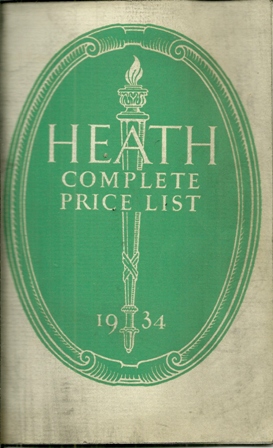 HEATH
COMPLETE
PRICE LIST
1934